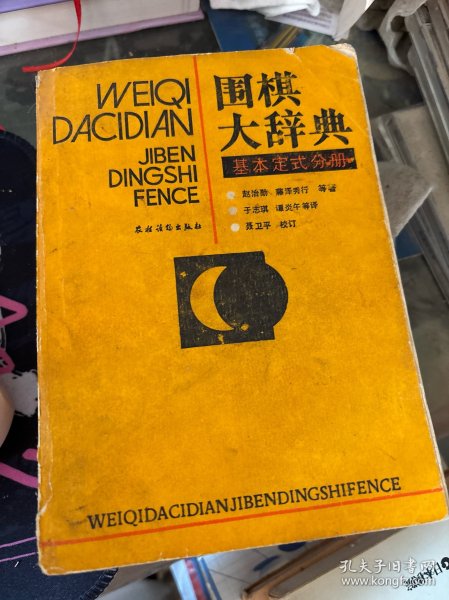 WEIQI
DACIDIAN
JIBEN
DINGSHI
FENCE
农村读物出版社
围棋
大辞典
基本定式分册
赵治勋 藤泽秀行 等著
于志琪 谭炎午等译
聂卫平 校订
WEIQIDACIDIANJIBENDINGSHIFENCE
孔夫子旧书网
www.kongfz.com